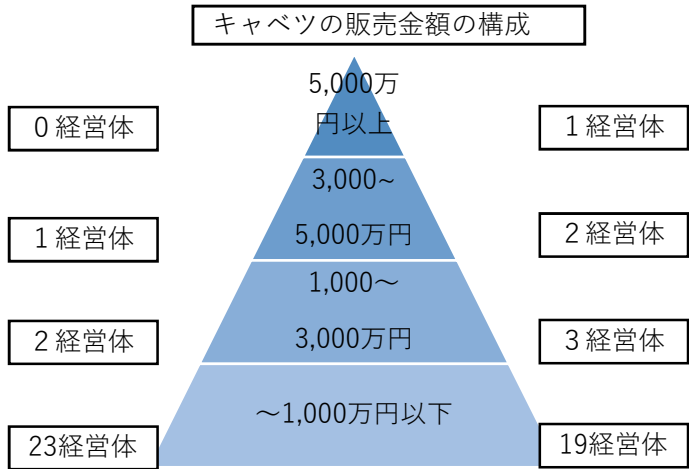 キャベツの販売金額の構成
5,000万
円以上
0経営体
1経営体
3,000~
5,000万円
1経営体
2経営体
1,000～
3,000万円
2経営体
3経営体
～1,000万円以下
23経営体
19経営体